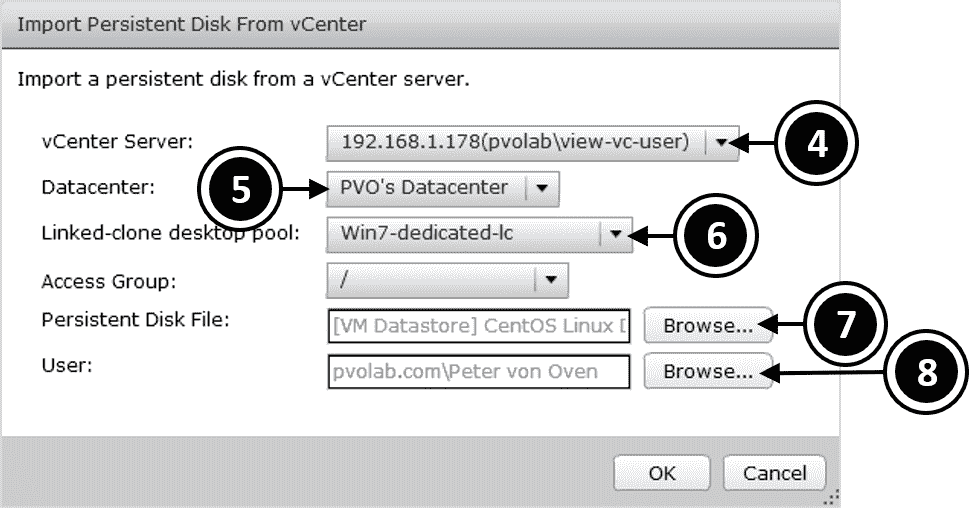 Import Persistent Disk From vCenter
Import a persistent disk from a vCenter server.
vCenter Server: 192.168.1.178(pvolab\view-vc-user) 4
Datacenter: 5 PVO's Datacenter
Linked-clone desktop pool: Win7-dedicated-lc 6
Access Group: /
Persistent Disk File: [VM Datastore] CentOS Linux D Browse... 7
User: pvolab.com\Peter von Oven Browse... 8
OK Cancel